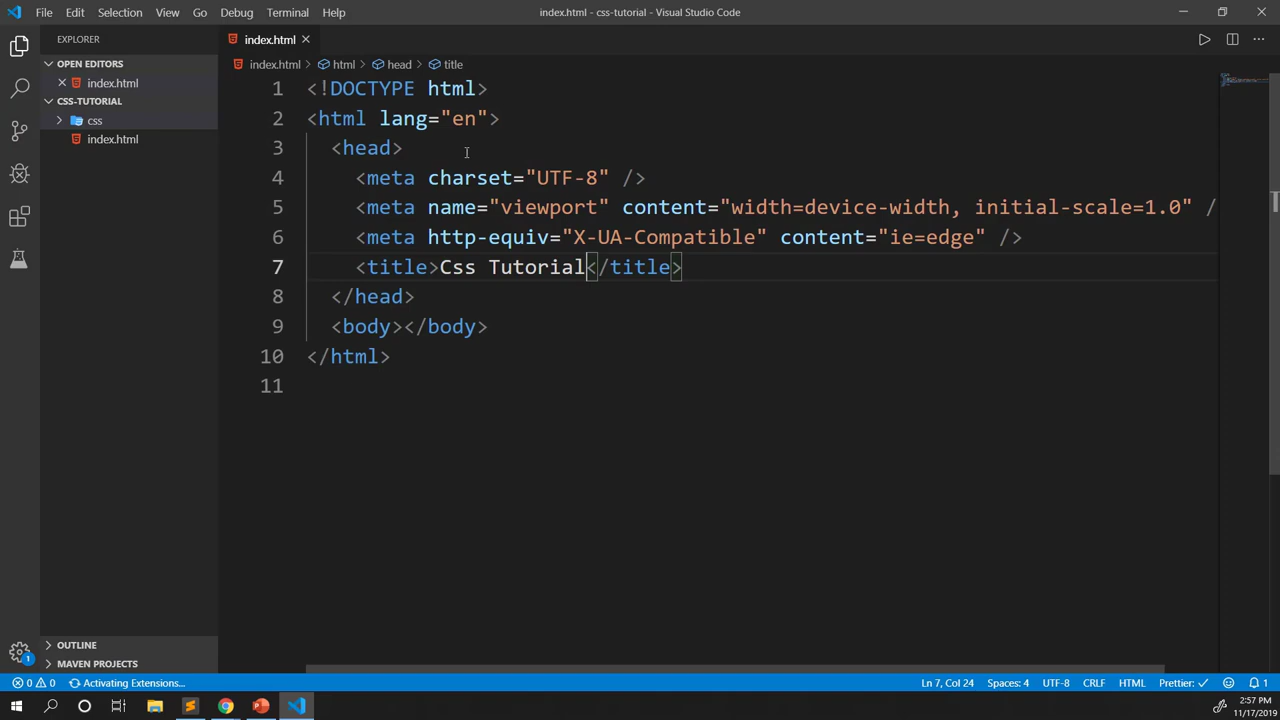 File Edit Selection View Go Debug Terminal Help index.html - css-tutorial - Visual Studio Code
EXPLORER
OPEN EDITORS
index.html
CSS-TUTORIAL
css
index.html
OUTLINE
MAVEN PROJECTS
index.html
index.html > html > head > title
1 <!DOCTYPE html>
2 <html lang="en">
3 <head>
4 <meta charset="UTF-8" />
5 <meta name="viewport" content="width=device-width, initial-scale=1.0" /
6 <meta http-equiv="X-UA-Compatible" content="ie=edge" />
7 <title>Css Tutorial</title>
8 </head>
9 <body></body>
10 </html>
11
1
0 0 Activating Extensions... Ln 7, Col 24 Spaces: 4 UTF-8 CRLF HTML Prettier: ✓ 1
2:57 PM
11/17/2019